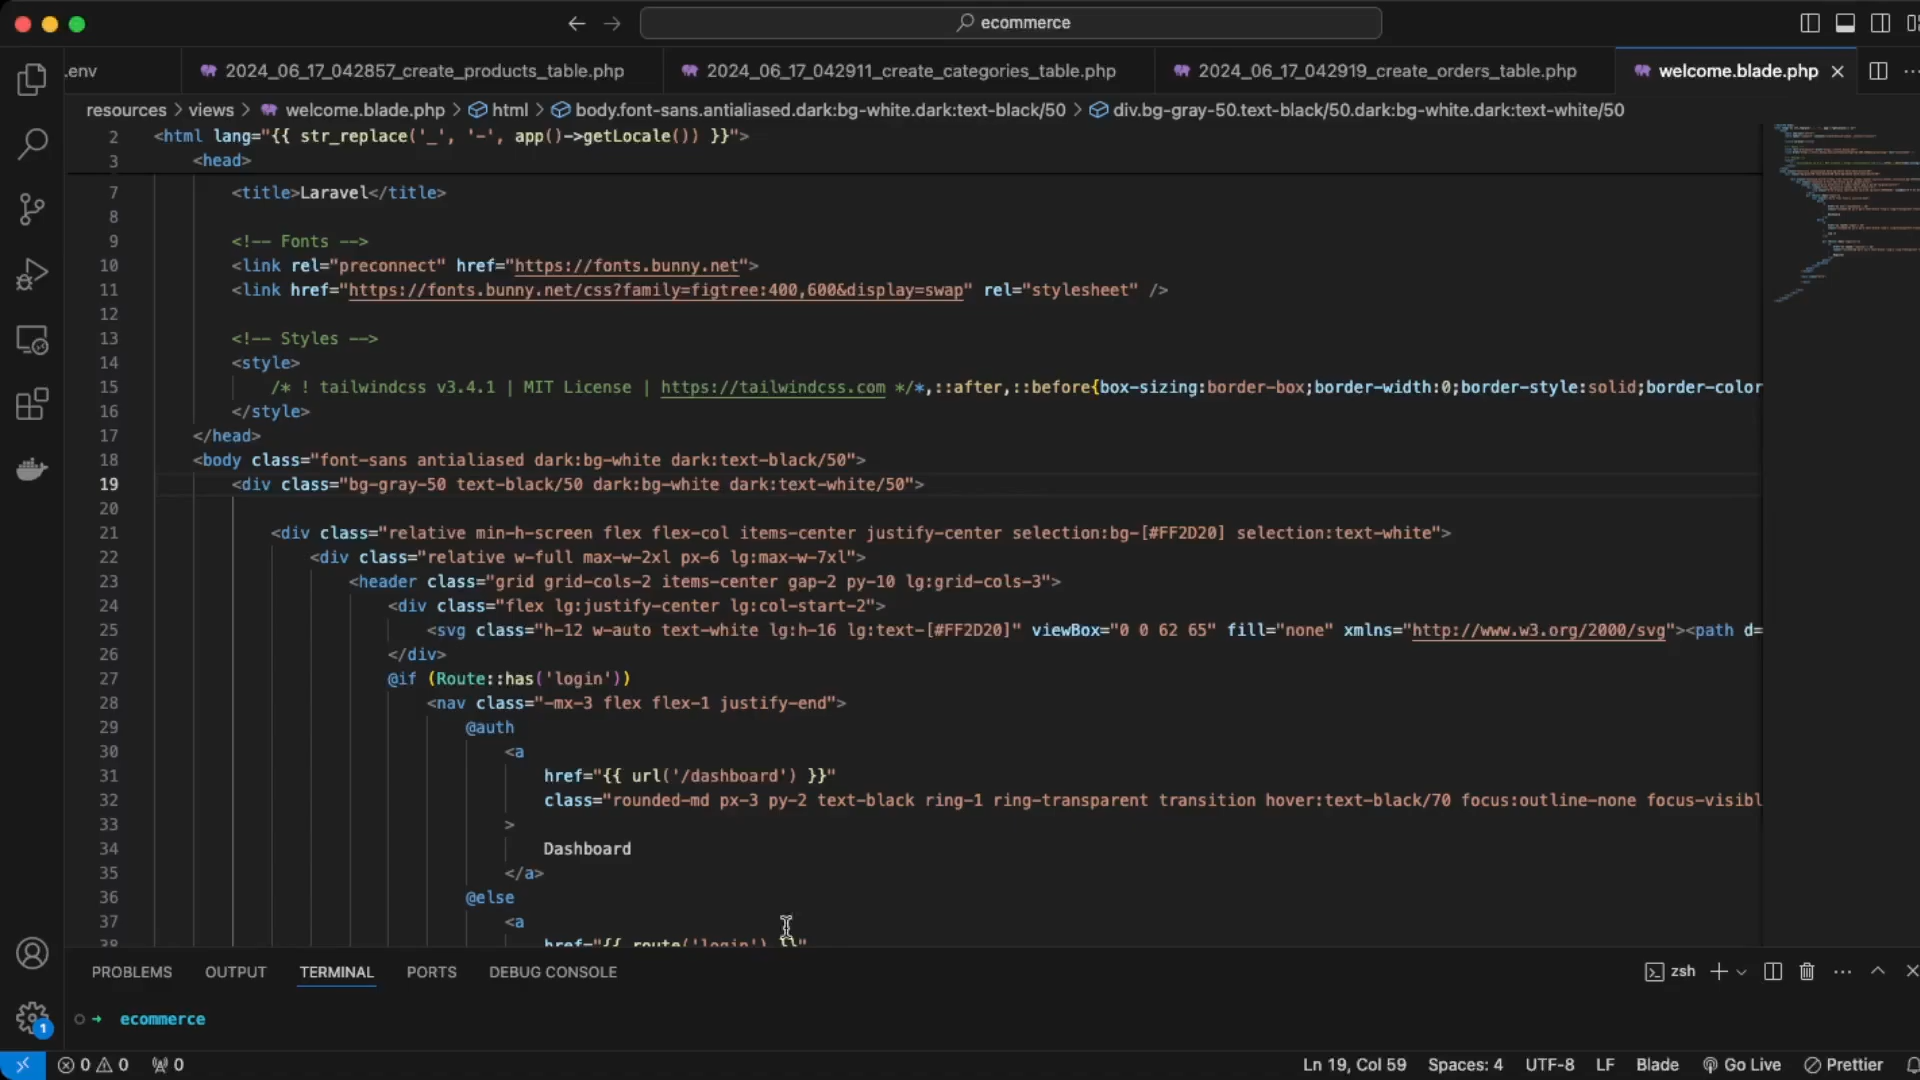 ecommerce
.env
2024_06_17_042857_create_products_table.php
2024_06_17_042911_create_categories_table.php
2024_06_17_042919_create_orders_table.php
welcome.blade.php
resources > views > welcome.blade.php > html > body.font-sans.antialiased.dark:bg-white.dark:text-black/50 > div.bg-gray-50.text-black/50.dark:bg-white.dark:text-white/50
2 <html lang="{{ str_replace('_', '-', app()->getLocale()) }}">
3 <head>
7 <title>Laravel</title>
8
9 <!-- Fonts -->
10 <link rel="preconnect" href="https://fonts.bunny.net">
11 <link href="https://fonts.bunny.net/css?family=figtree:400,600&display=swap" rel="stylesheet" />
12
13 <!-- Styles -->
14 <style>
15 /* ! tailwindcss v3.4.1 | MIT License | https://tailwindcss.com */*,::after,::before{box-sizing:border-box;border-width:0;border-style:solid;border-color
16 </style>
17 </head>
18 <body class="font-sans antialiased dark:bg-white dark:text-black/50">
19 <div class="bg-gray-50 text-black/50 dark:bg-white dark:text-white/50">
20
21 <div class="relative min-h-screen flex flex-col items-center justify-center selection:bg-[#FF2D20] selection:text-white">
22 <div class="relative w-full max-w-2xl px-6 lg:max-w-7xl">
23 <header class="grid grid-cols-2 items-center gap-2 py-10 lg:grid-cols-3">
24 <div class="flex lg:justify-center lg:col-start-2">
25 <svg class="h-12 w-auto text-white lg:h-16 lg:text-[#FF2D20]" viewBox="0 0 62 65" fill="none" xmlns="http://www.w3.org/2000/svg"><path d=
26 </div>
27 @if (Route::has('login'))
28 <nav class="-mx-3 flex flex-1 justify-end">
29 @auth
30 <a
31 href="{{ url('/dashboard') }}"
32 class="rounded-md px-3 py-2 text-black ring-1 ring-transparent transition hover:text-black/70 focus:outline-none focus-visibl
33 >
34 Dashboard
35 </a>
36 @else
37 <a
38 href="{{ route('login') }}"
PROBLEMS OUTPUT TERMINAL PORTS DEBUG CONSOLE
zsh
→ ecommerce
1
0 0 0
Ln 19, Col 59 Spaces: 4 UTF-8 LF Blade Go Live Prettier